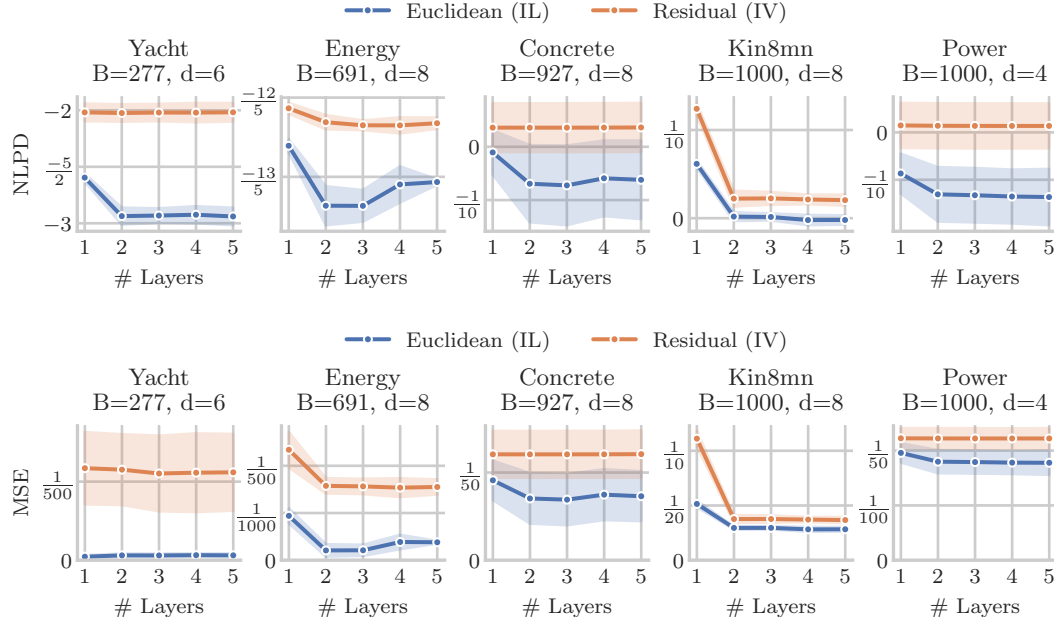 Euclidean (IL) Residual (IV)
Yacht Energy Concrete Kin8mn Power
B=277, d=6 B=691, d=8 B=927, d=8 B=1000, d=8 B=1000, d=4
NLPD
−2 −5/2 −3
−12/5 −13/5
0 −1/10
1/10 0
0 −1/10
1 2 3 4 5 1 2 3 4 5 1 2 3 4 5 1 2 3 4 5 1 2 3 4 5
# Layers # Layers # Layers # Layers # Layers
Euclidean (IL) Residual (IV)
Yacht Energy Concrete Kin8mn Power
B=277, d=6 B=691, d=8 B=927, d=8 B=1000, d=8 B=1000, d=4
MSE
1/500 0
1/500 1/1000 0
1/50 0
1/10 1/20 0
1/50 1/100 0
1 2 3 4 5 1 2 3 4 5 1 2 3 4 5 1 2 3 4 5 1 2 3 4 5
# Layers # Layers # Layers # Layers # Layers